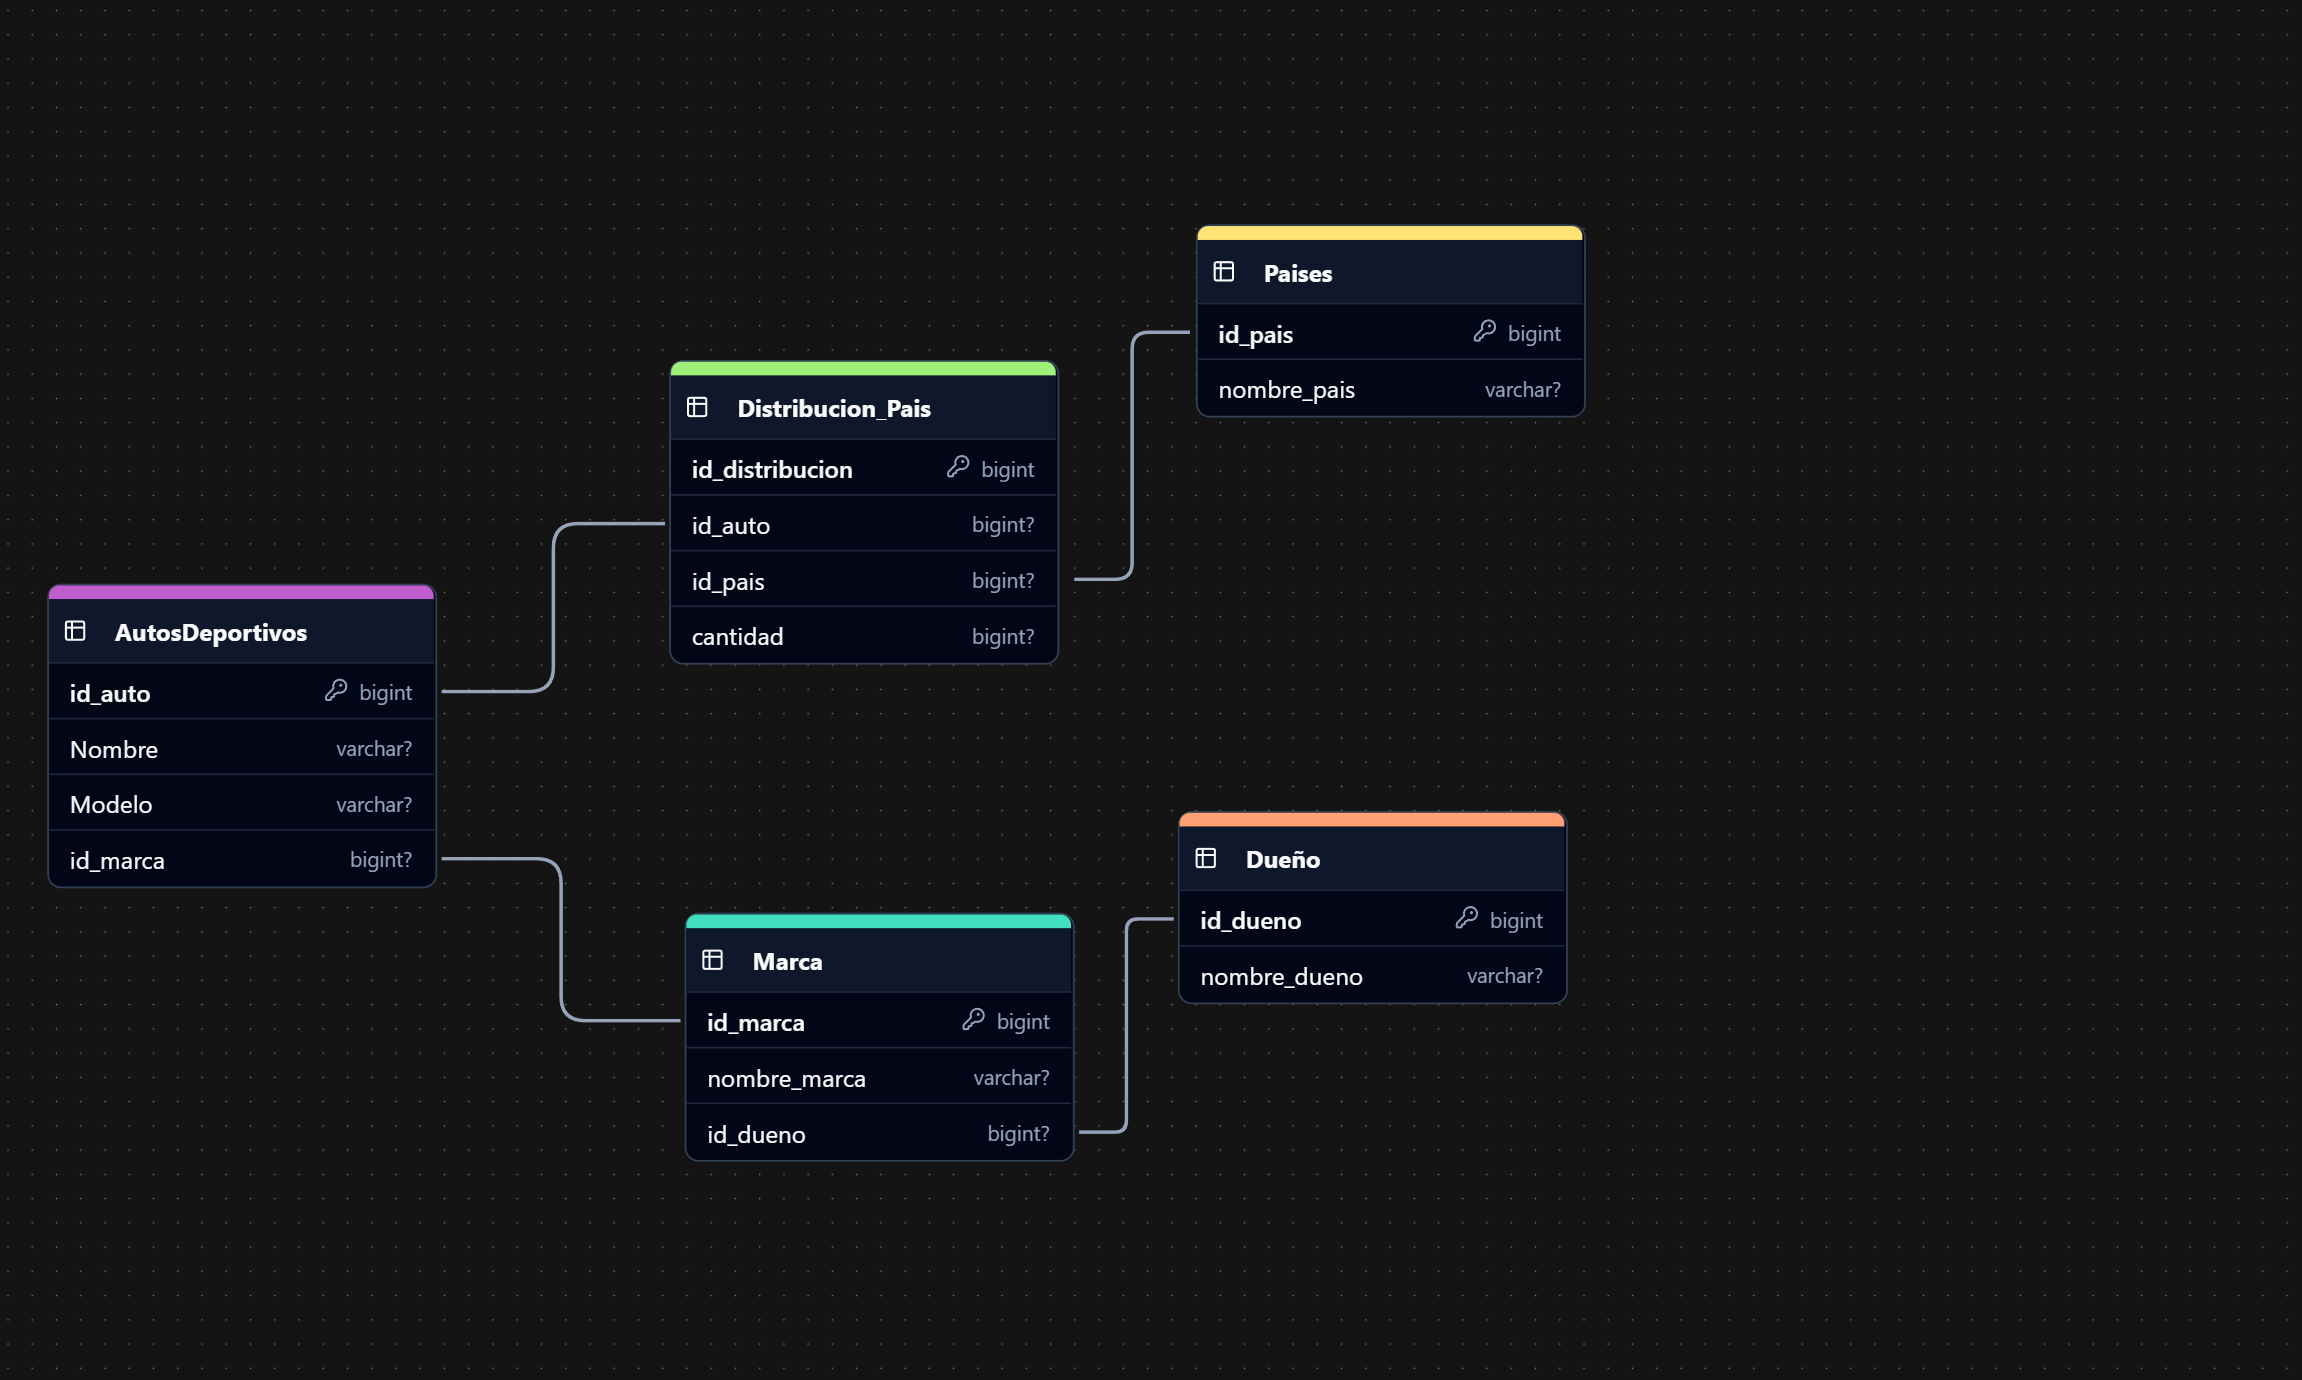 Paises
id_pais bigint
nombre_pais varchar?
Distribucion_Pais
id_distribucion bigint
id_auto bigint?
id_pais bigint?
cantidad bigint?
AutosDeportivos
id_auto bigint
Nombre varchar?
Modelo varchar?
id_marca bigint?
Dueño
id_dueno bigint
nombre_dueno varchar?
Marca
id_marca bigint
nombre_marca varchar?
id_dueno bigint?